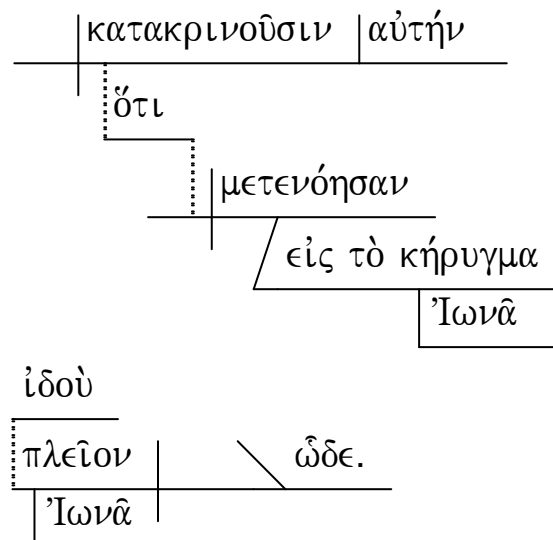 κατακρινοῦσιν αὐτήν
ὅτι
μετενόησαν
εἰς τὸ κήρυγμα
Ἰωνᾶ
ἰδοὺ
πλεῖον ὧδε.
Ἰωνᾶ